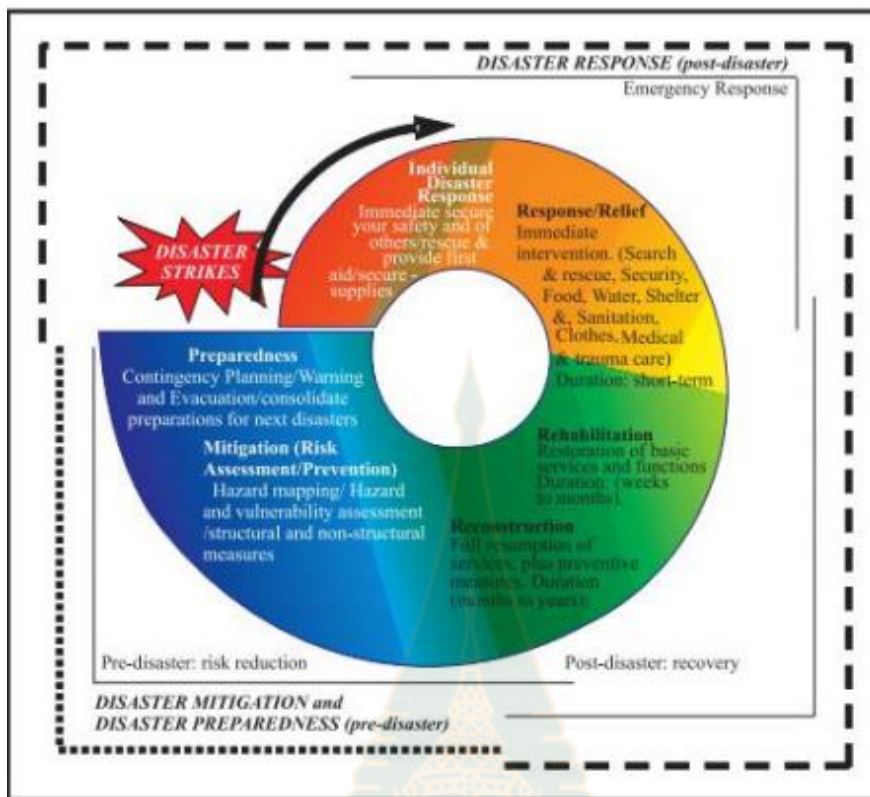 DISASTER RESPONSE (post-disaster)
Emergency Response
Individual
Disaster
Response
Immediate secure
your safety and of
others/rescue &
provide first
aid/secure -
supplies
DISASTER
STRIKES
Response/Relief
Immediate
intervention. (Search
& rescue, Security,
Food, Water, Shelter
&, Sanitation,
Clothes, Medical
& trauma care)
Duration: short-term
Preparedness
Contingency Planning/Warning
and Evacuation/consolidate
preparations for next disasters
Mitigation (Risk
Assessment/Prevention)
Hazard mapping/ Hazard
and vulnerability assessment
/structural and non-structural
measures
Rehabilitation
Restoration of basic
services and functions
Duration: (weeks
to months).
Reconstruction
Full resumption of
services, plus preventive
measures. Duration
(months to years):
Pre-disaster: risk reduction
Post-disaster: recovery
DISASTER MITIGATION and
DISASTER PREPAREDNESS (pre-disaster)